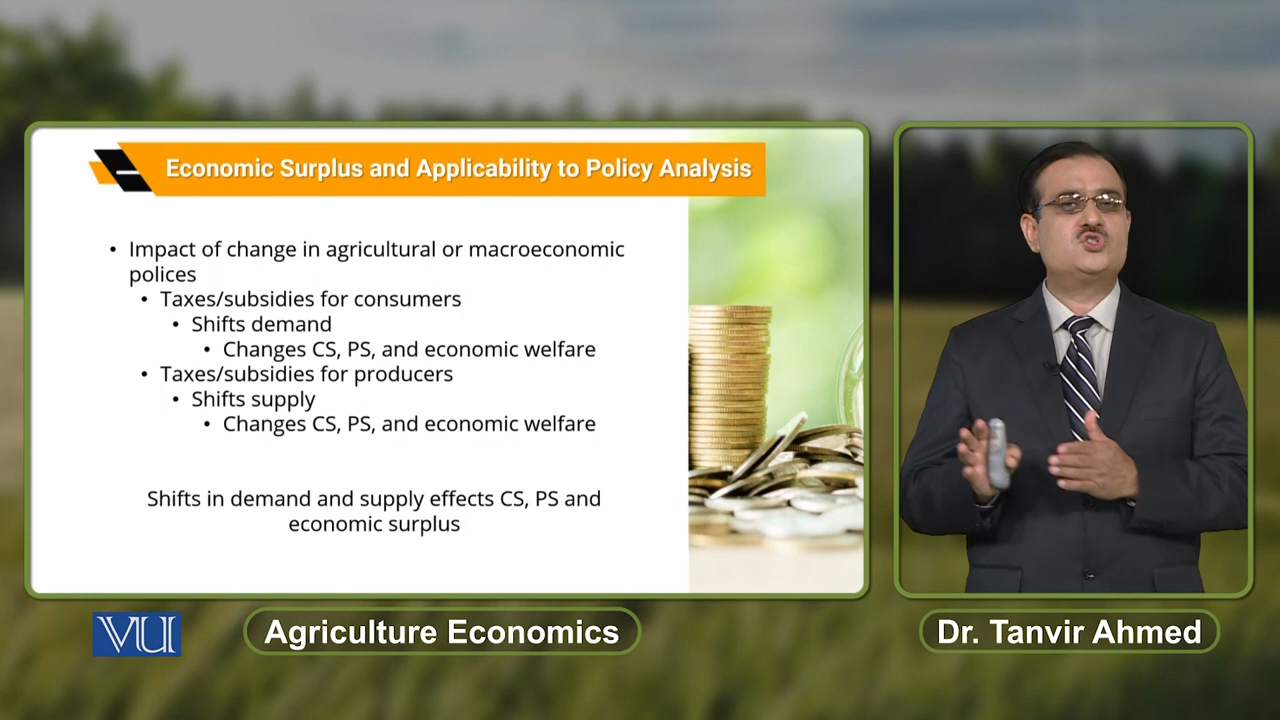 Economic Surplus and Applicability to Policy Analysis
• Impact of change in agricultural or macroeconomic
polices
• Taxes/subsidies for consumers
• Shifts demand
• Changes CS, PS, and economic welfare
• Taxes/subsidies for producers
• Shifts supply
• Changes CS, PS, and economic welfare
Shifts in demand and supply effects CS, PS and
economic surplus
VU
Agriculture Economics
Dr. Tanvir Ahmed